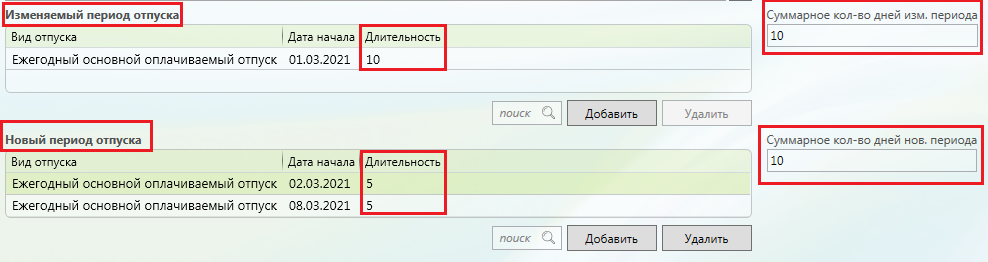 Изменяемый период отпуска
Суммарное кол-во дней изм. периода
10
Вид отпуска Дата начала Длительность
Ежегодный основной оплачиваемый отпуск 01.03.2021 10
поиск Добавить Удалить
Новый период отпуска
Суммарное кол-во дней нов. периода
10
Вид отпуска Дата начала Длительность
Ежегодный основной оплачиваемый отпуск 02.03.2021 5
Ежегодный основной оплачиваемый отпуск 08.03.2021 5
поиск Добавить Удалить